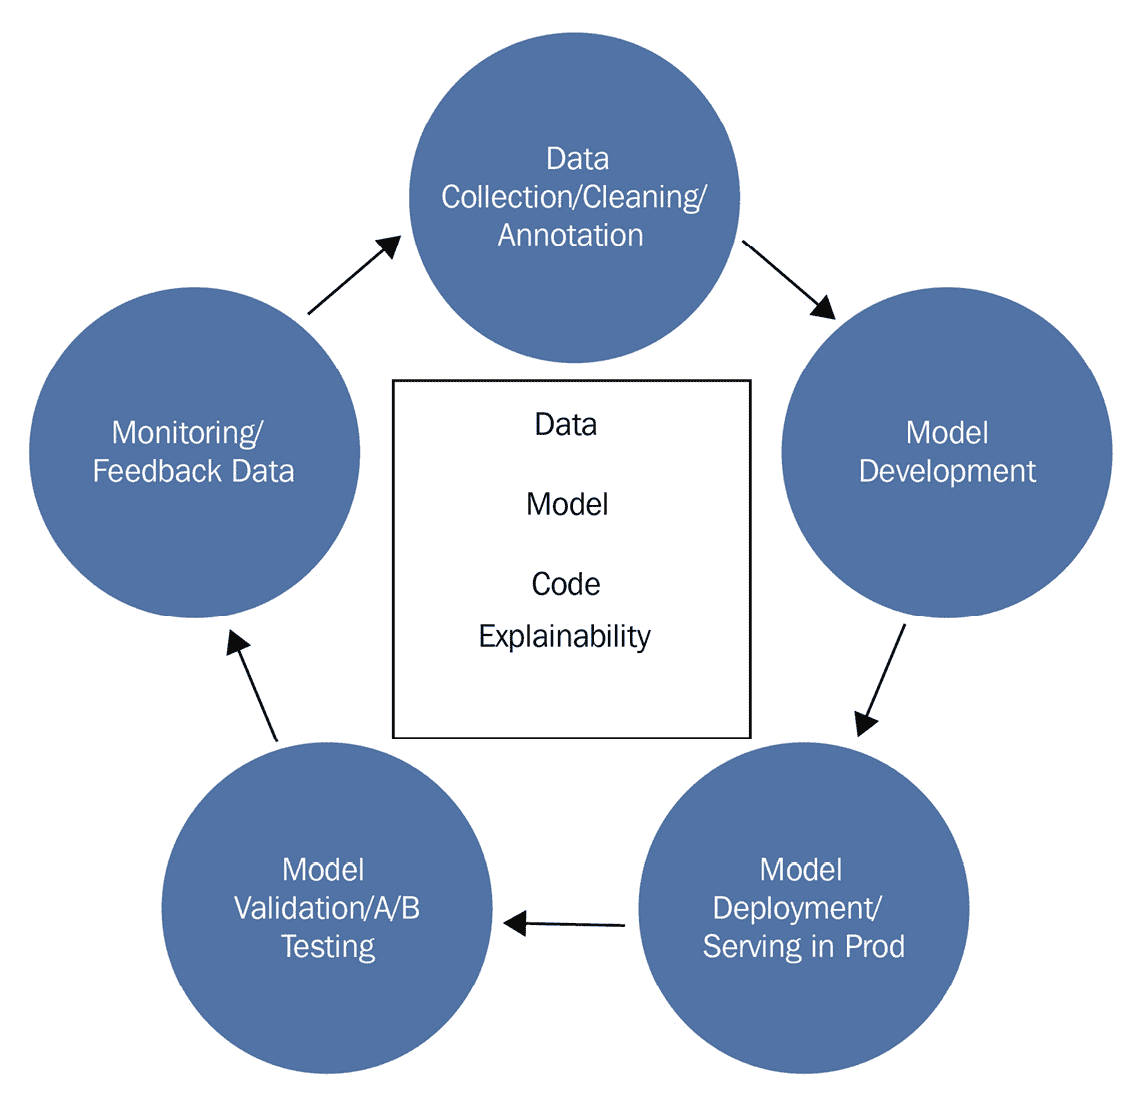 Data
Collection/Cleaning/
Annotation
Monitoring/
Feedback Data
Model
Development
Data
Model
Code
Explainability
Model
Validation/A/B
Testing
Model
Deployment/
Serving in Prod